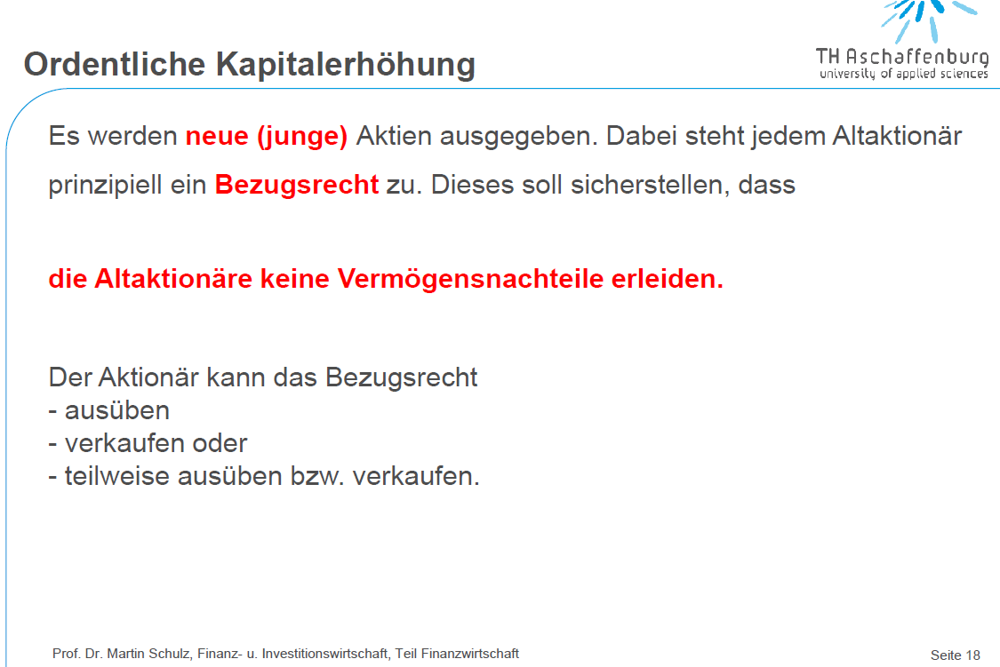 Ordentliche Kapitalerhöhung
TH Aschaffenburg
university of applied sciences
Es werden neue (junge) Aktien ausgegeben. Dabei steht jedem Altaktionär
prinzipiell ein Bezugsrecht zu. Dieses soll sicherstellen, dass
die Altaktionäre keine Vermögensnachteile erleiden.
Der Aktionär kann das Bezugsrecht
- ausüben
- verkaufen oder
- teilweise ausüben bzw. verkaufen.
Prof. Dr. Martin Schulz, Finanz- u. Investitionswirtschaft, Teil Finanzwirtschaft
Seite 18